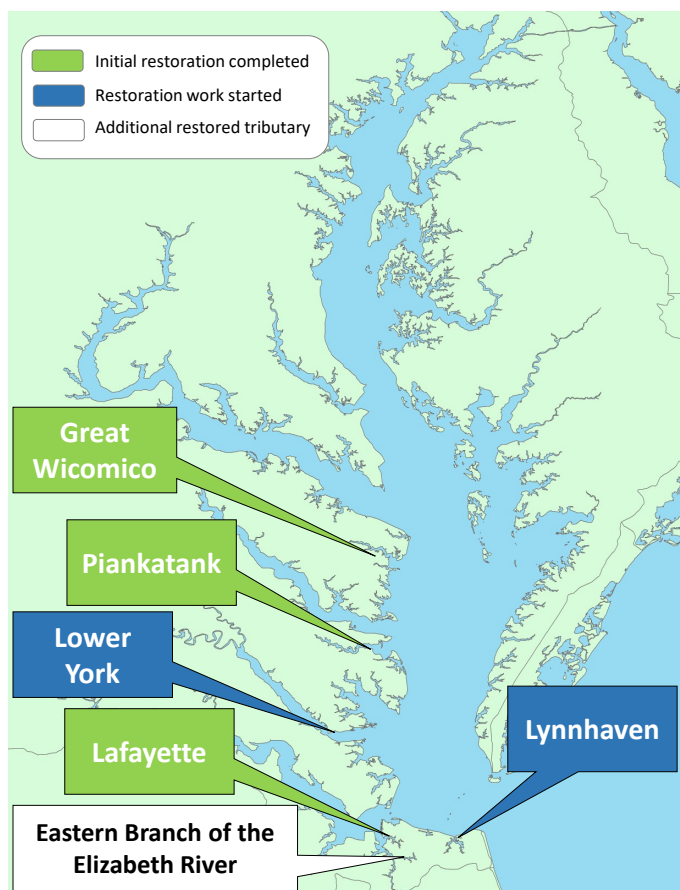 Initial restoration completed
Restoration work started
Additional restored tributary
Great
Wicomico
Piankatank
Lower
York
Lynnhaven
Lafayette
Eastern Branch of the
Elizabeth River